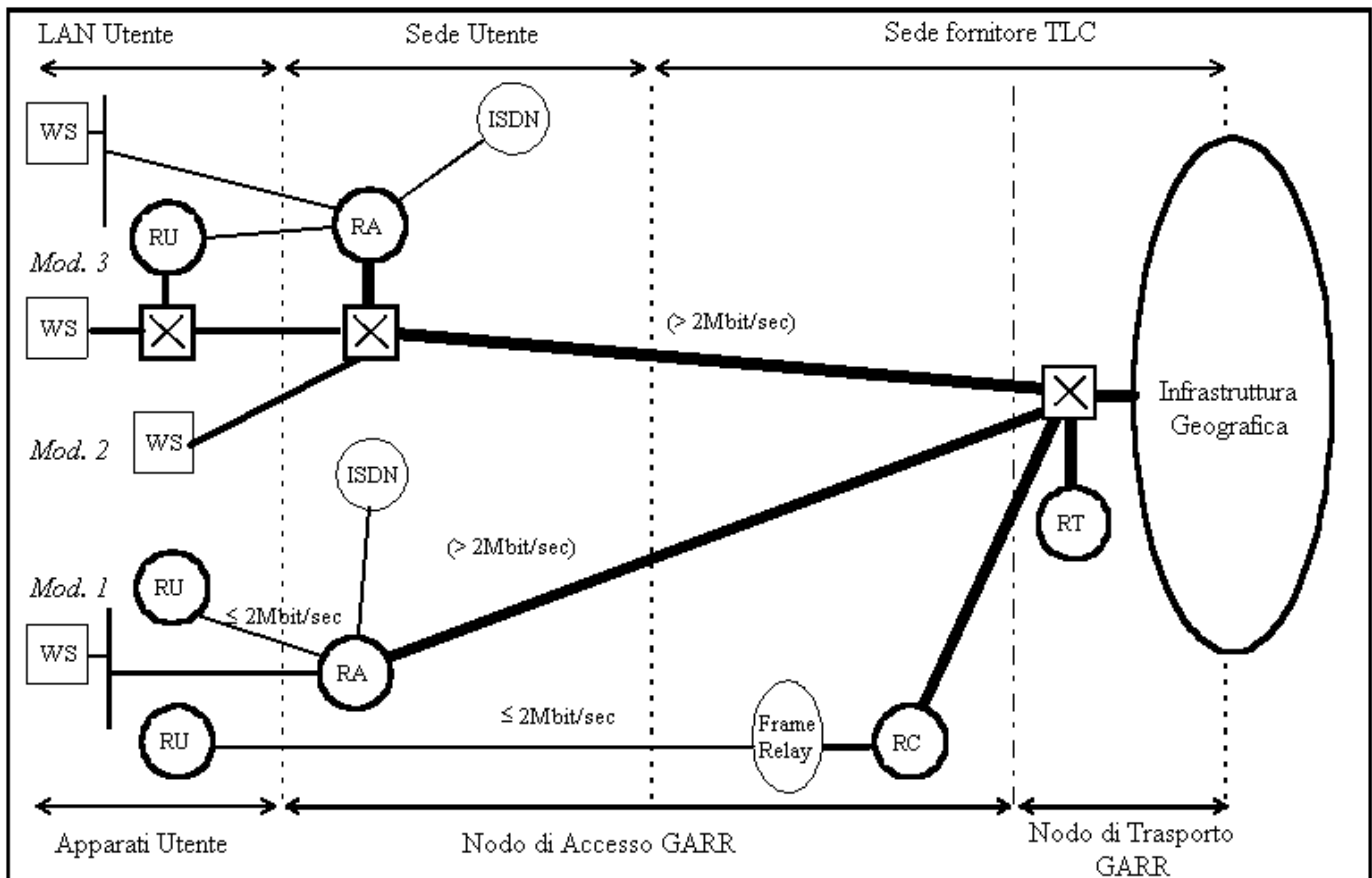 LAN Utente
Sede Utente
Sede fornitore TLC
WS
ISDN
RU
RA
Mod. 3
WS
(> 2Mbit/sec)
Infrastruttura
Geografica
Mod. 2
WS
ISDN
RT
(> 2Mbit/sec)
Mod. 1
RU
≤ 2Mbit/sec
WS
RA
≤ 2Mbit/sec
RU
Frame
Relay
RC
Apparati Utente
Nodo di Accesso GARR
Nodo di Trasporto
GARR